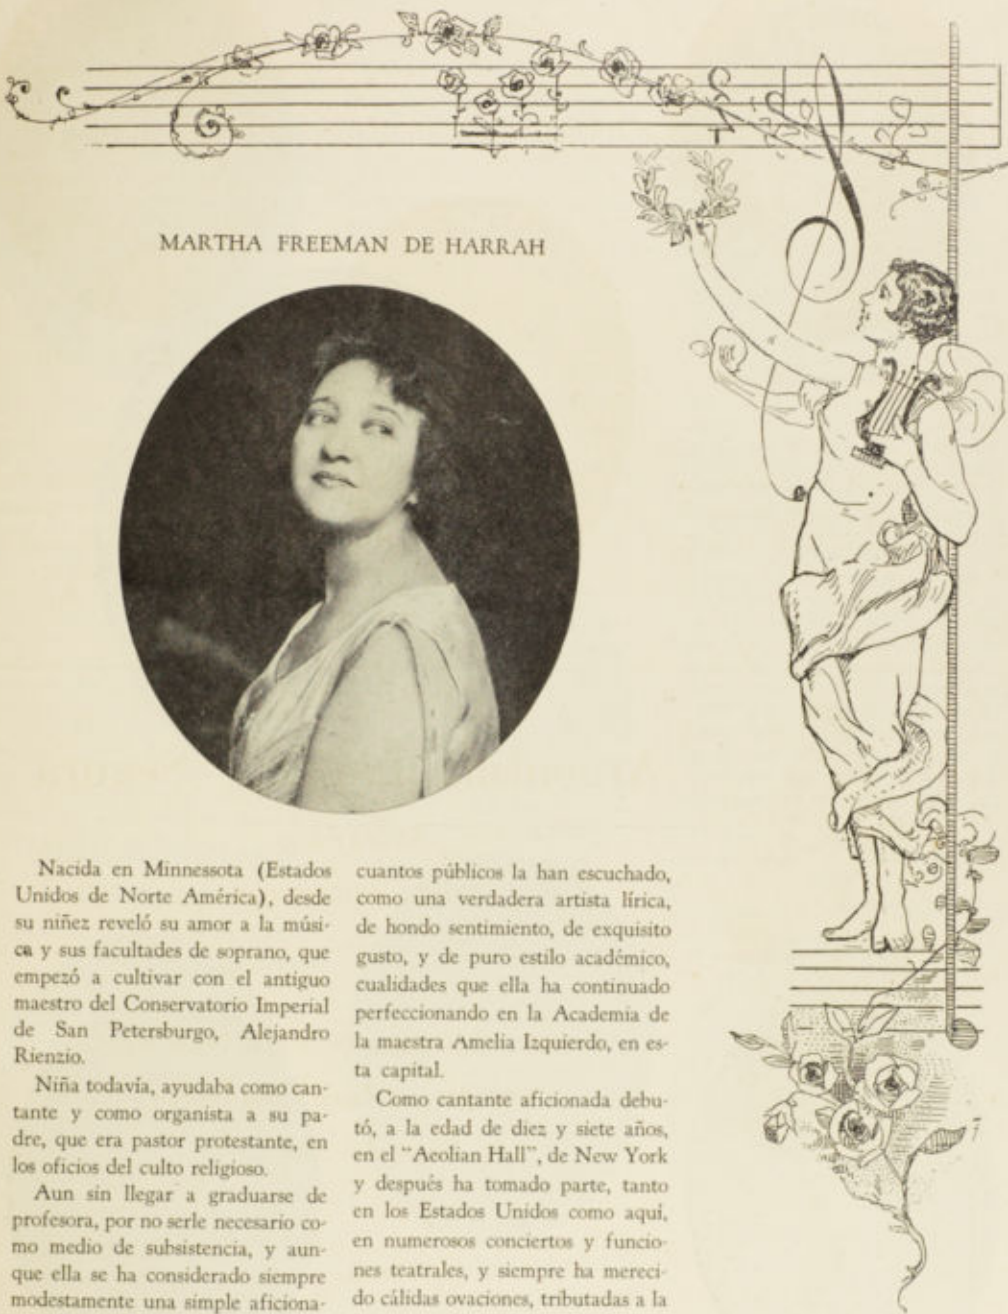 MARTHA FREEMAN DE HARRAH
Nacida en Minnessota (Estados
Unidos de Norte América), desde
su niñez reveló su amor a la músi-
ca y sus facultades de soprano, que
empezó a cultivar con el antiguo
maestro del Conservatorio Imperial
de San Petersburgo, Alejandro
Rienzio.
Niña todavía, ayudaba como can-
tante y como organista a su pa-
dre, que era pastor protestante, en
los oficios del culto religioso.
Aun sin llegar a graduarse de
profesora, por no serle necesario co-
mo medio de subsistencia, y aun-
que ella se ha considerado siempre
modestamente una simple aficiona-
cuantos públicos la han escuchado,
como una verdadera artista lírica,
de hondo sentimiento, de exquisito
gusto, y de puro estilo académico,
cualidades que ella ha continuado
perfeccionando en la Academia de
la maestra Amelia Izquierdo, en es-
ta capital.
Como cantante aficionada debu-
tó, a la edad de diez y siete años,
en el "Aeolian Hall", de New York
y después ha tomado parte, tanto
en los Estados Unidos como aquí,
en numerosos conciertos y funcio-
nes teatrales, y siempre ha mereci-
do cálidas ovaciones, tributadas a la